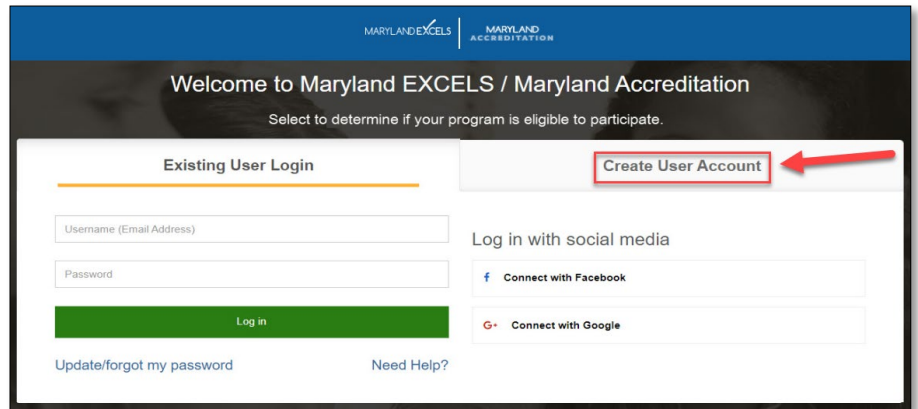 MARYLAND EXCELS
MARYLAND
ACCREDITATION
Welcome to Maryland EXCELS / Maryland Accreditation
Select to determine if your program is eligible to participate.
Existing User Login
Create User Account
Username (Email Address)
Password
Log in
Update/forgot my password
Need Help?
Log in with social media
f Connect with Facebook
G+ Connect with Google